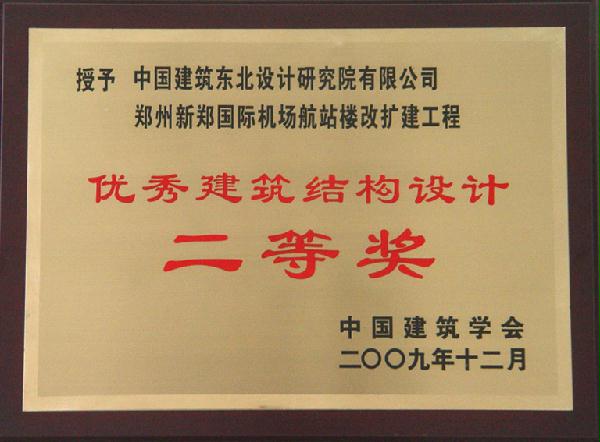 授予 中国建筑东北设计研究院有限公司
郑州新郑国际机场航站楼改扩建工程
优秀建筑结构设计
二等奖
中国建筑学会
二〇〇九年十二月